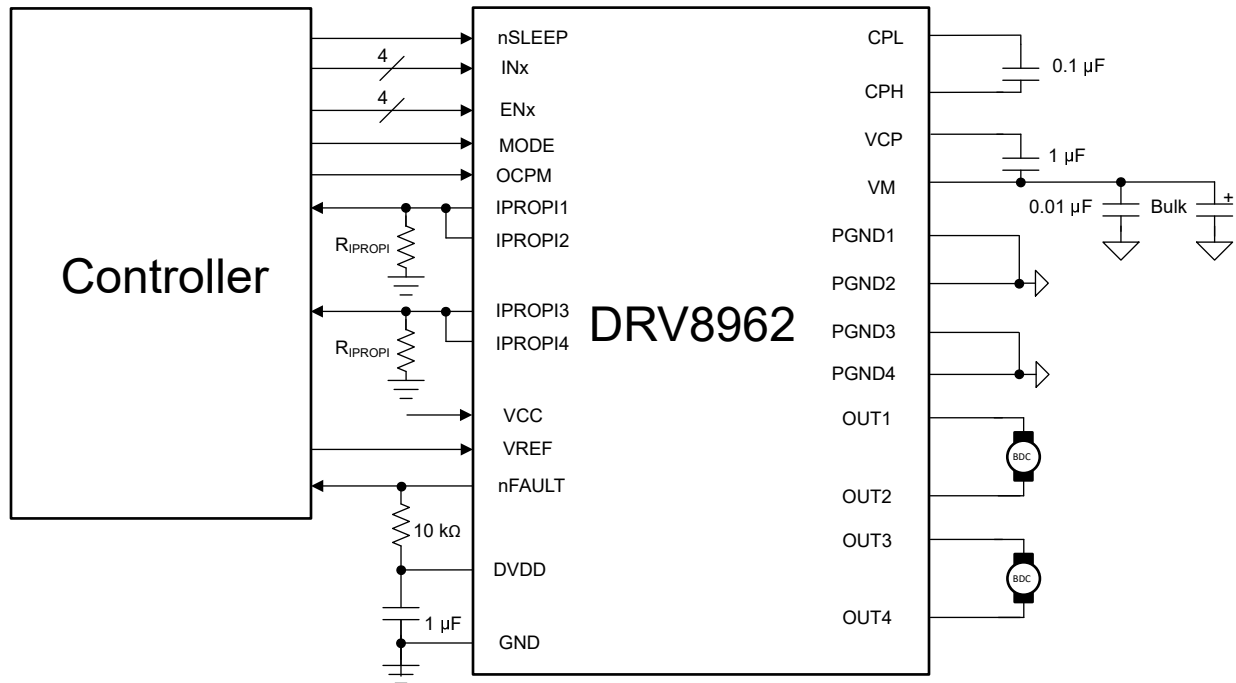 Controller
DRV8962
nSLEEP
4
INx
4
ENx
MODE
OCPM
IPROPI1
IPROPI2
RIPROPI
IPROPI3
IPROPI4
RIPROPI
VCC
VREF
nFAULT
10 kΩ
DVDD
1 µF
GND
CPL
0.1 µF
CPH
VCP
1 µF
VM
0.01 µF
Bulk
+
PGND1
PGND2
PGND3
PGND4
OUT1
BDC
OUT2
OUT3
BDC
OUT4